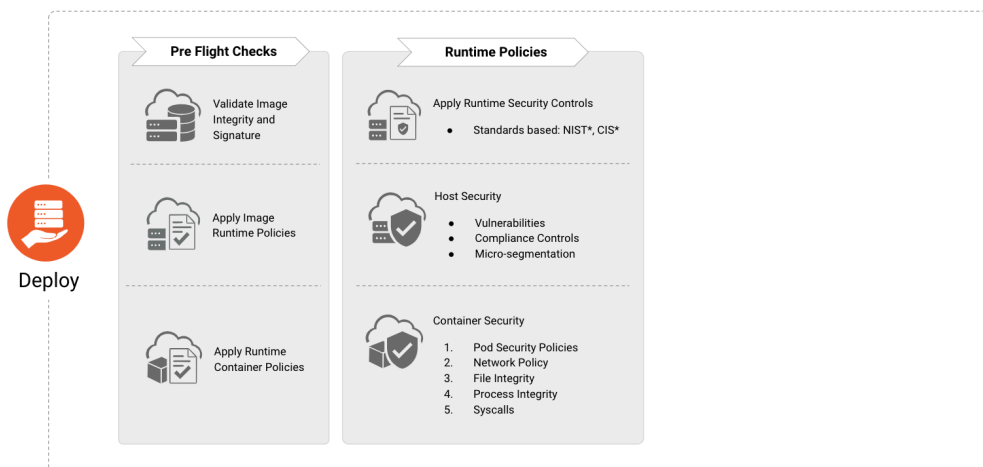 Pre Flight Checks
Validate Image
Integrity and
Signature
Apply Image
Runtime Policies
Apply Runtime
Container Policies
Runtime Policies
Apply Runtime Security Controls
● Standards based: NIST*, CIS*
Host Security
● Vulnerabilities
● Compliance Controls
● Micro-segmentation
Container Security
1. Pod Security Policies
2. Network Policy
3. File Integrity
4. Process Integrity
5. Syscalls
Deploy